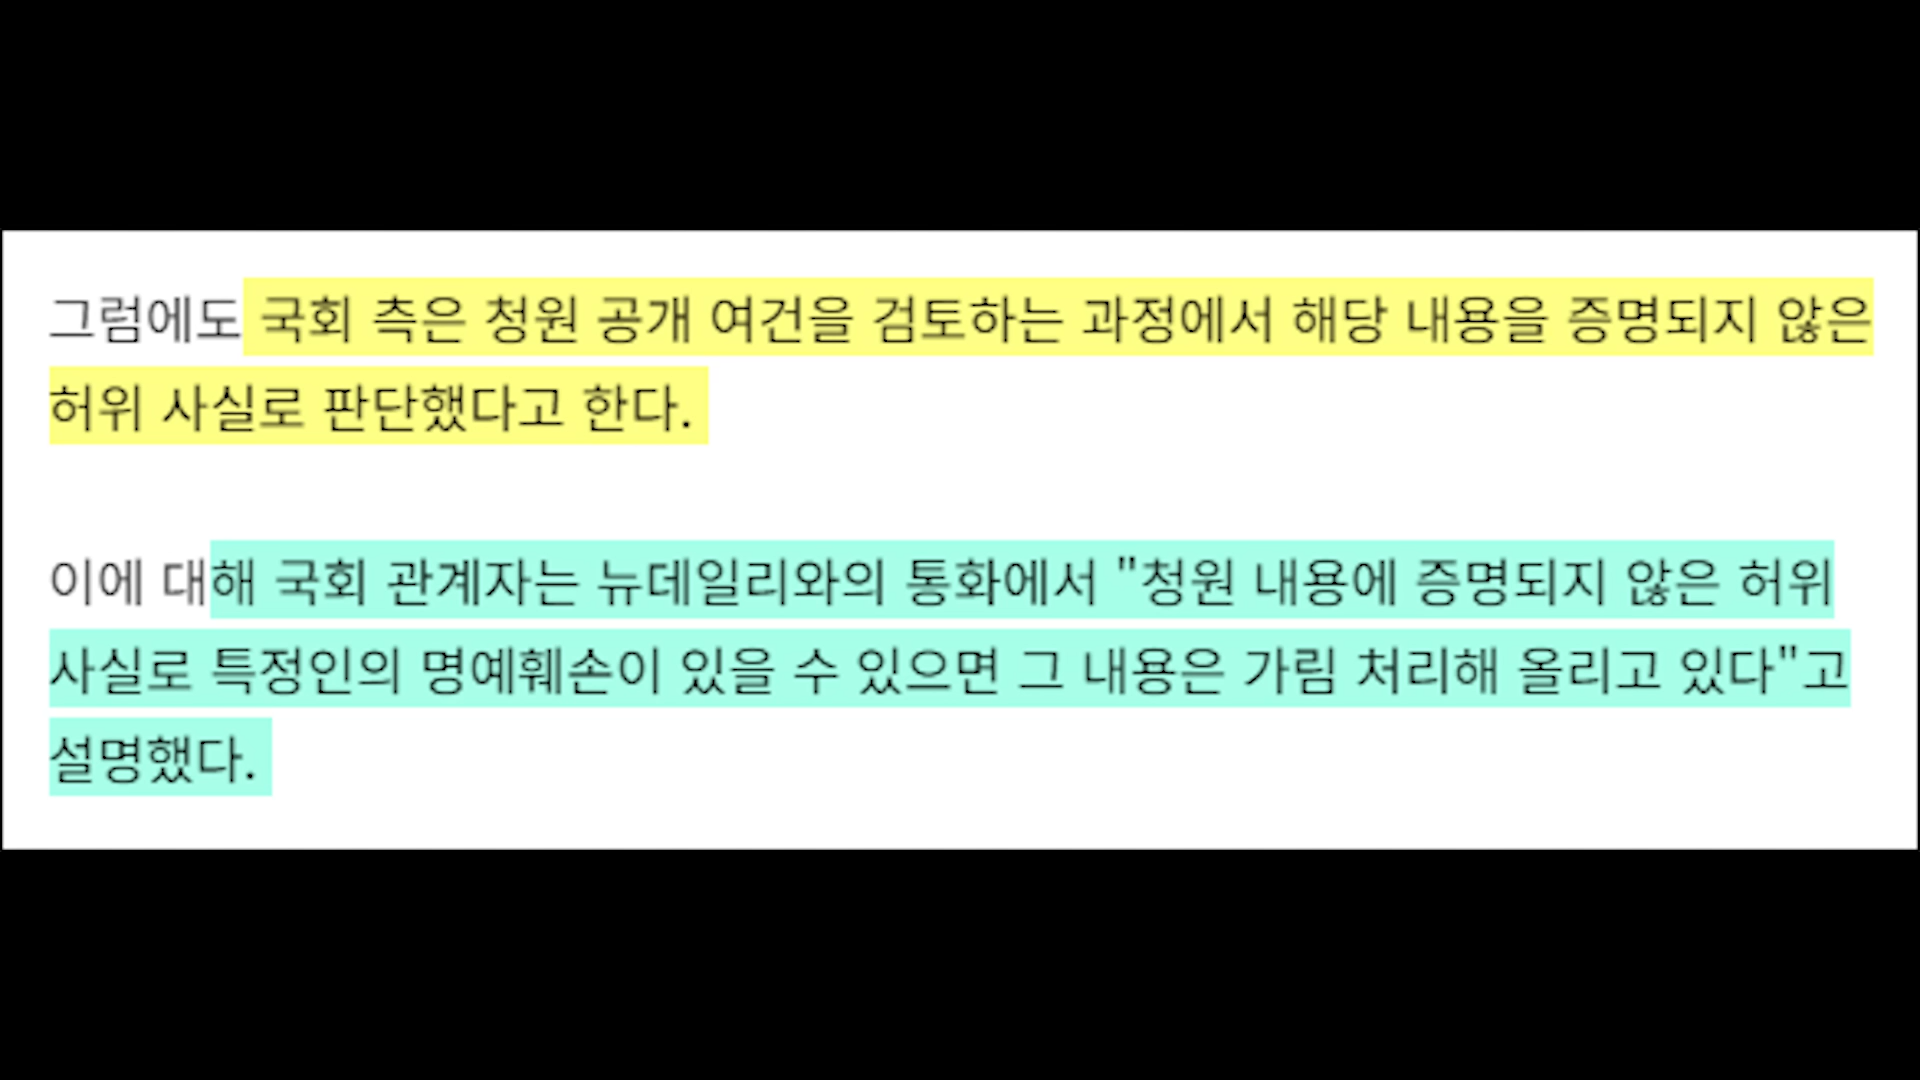 그럼에도 국회 측은 청원 공개 여건을 검토하는 과정에서 해당 내용을 증명되지 않은
허위 사실로 판단했다고 한다.
이에 대해 국회 관계자는 뉴데일리와의 통화에서 "청원 내용에 증명되지 않은 허위
사실로 특정인의 명예훼손이 있을 수 있으면 그 내용은 가림 처리해 올리고 있다"고
설명했다.